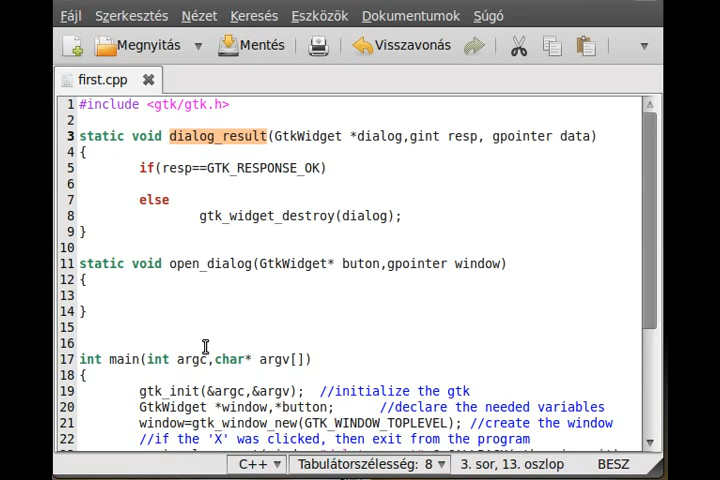 Fájl Szerkesztés Nézet Keresés Eszközök Dokumentumok Súgó
Megnyitás Mentés Visszavonás
first.cpp
1 #include <gtk/gtk.h>
2
3 static void dialog_result(GtkWidget *dialog,gint resp, gpointer data)
4 {
5 if(resp==GTK_RESPONSE_OK)
6
7 else
8 gtk_widget_destroy(dialog);
9 }
10
11 static void open_dialog(GtkWidget* buton,gpointer window)
12 {
13
14 }
15
16
17 int main(int argc,char* argv[])
18 {
19 gtk_init(&argc,&argv); //initialize the gtk
20 GtkWidget *window,*button; //declare the needed variables
21 window=gtk_window_new(GTK_WINDOW_TOPLEVEL); //create the window
22 //if the 'X' was clicked, then exit from the program
C++ Tabulátorszélesség: 8 3. sor, 13. oszlop BESZ